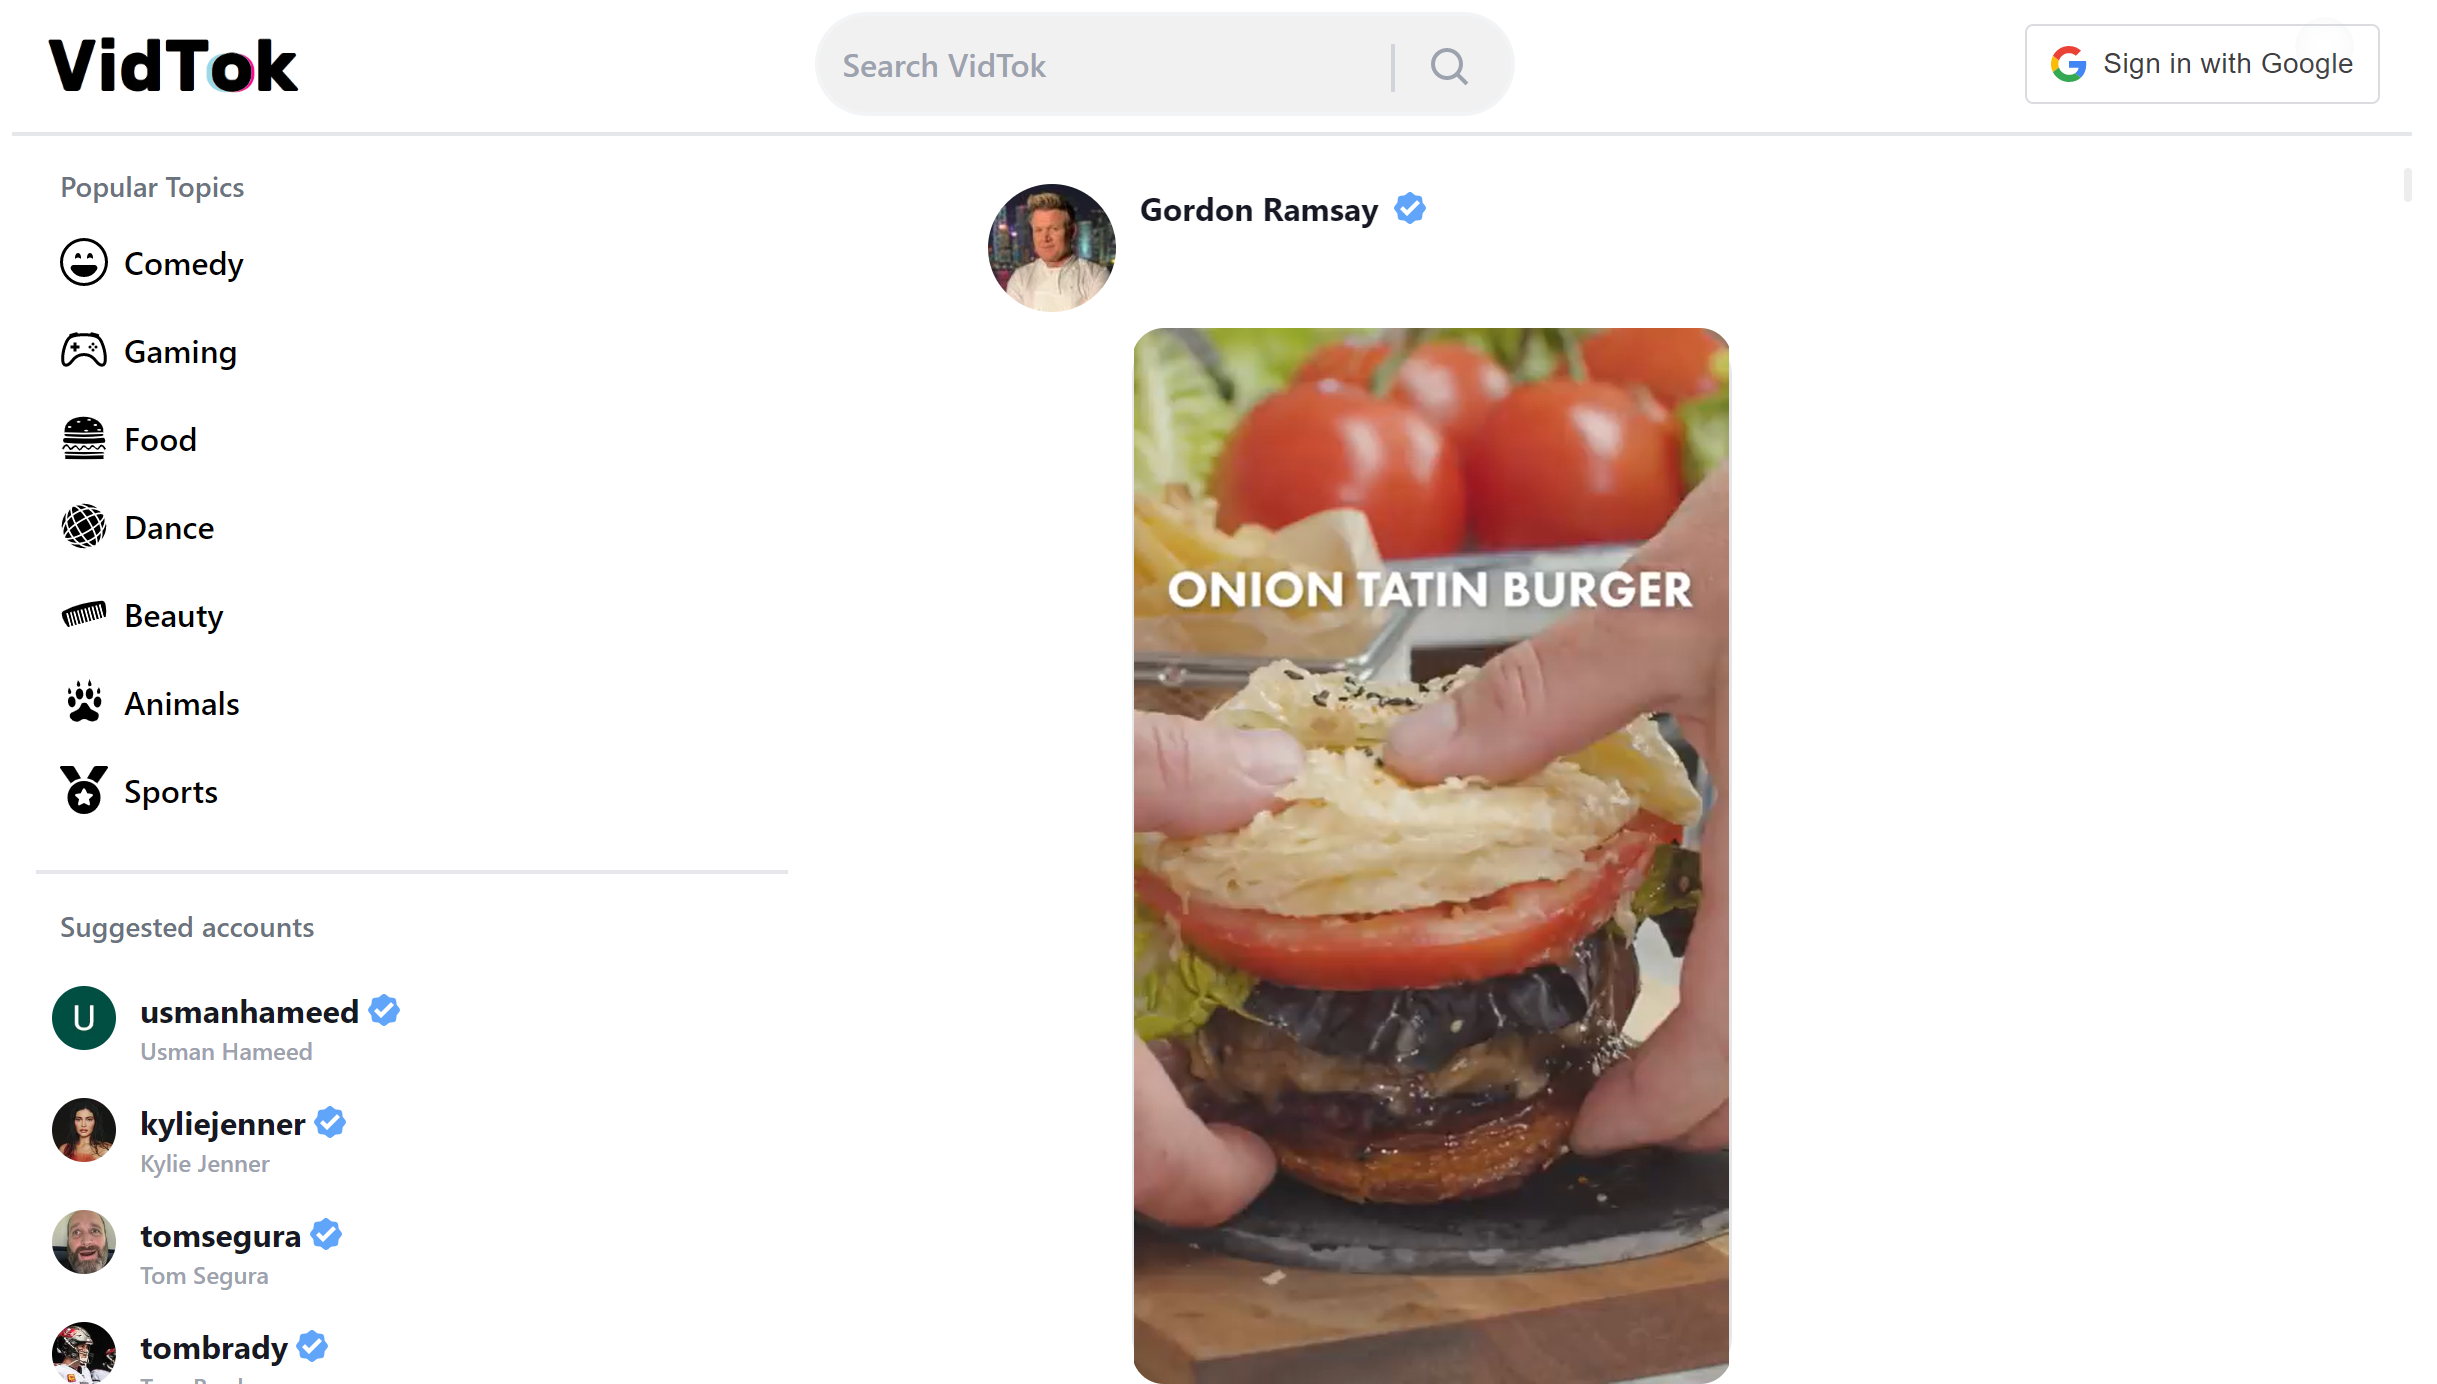 VidTok
Search VidTok
Sign in with Google
Popular Topics
Comedy
Gaming
Food
Dance
Beauty
Animals
Sports
Suggested accounts
U
usmanhameed
Usman Hameed
kyliejenner
Kylie Jenner
tomsegura
Tom Segura
tombrady
Gordon Ramsay
ONION TATIN BURGER